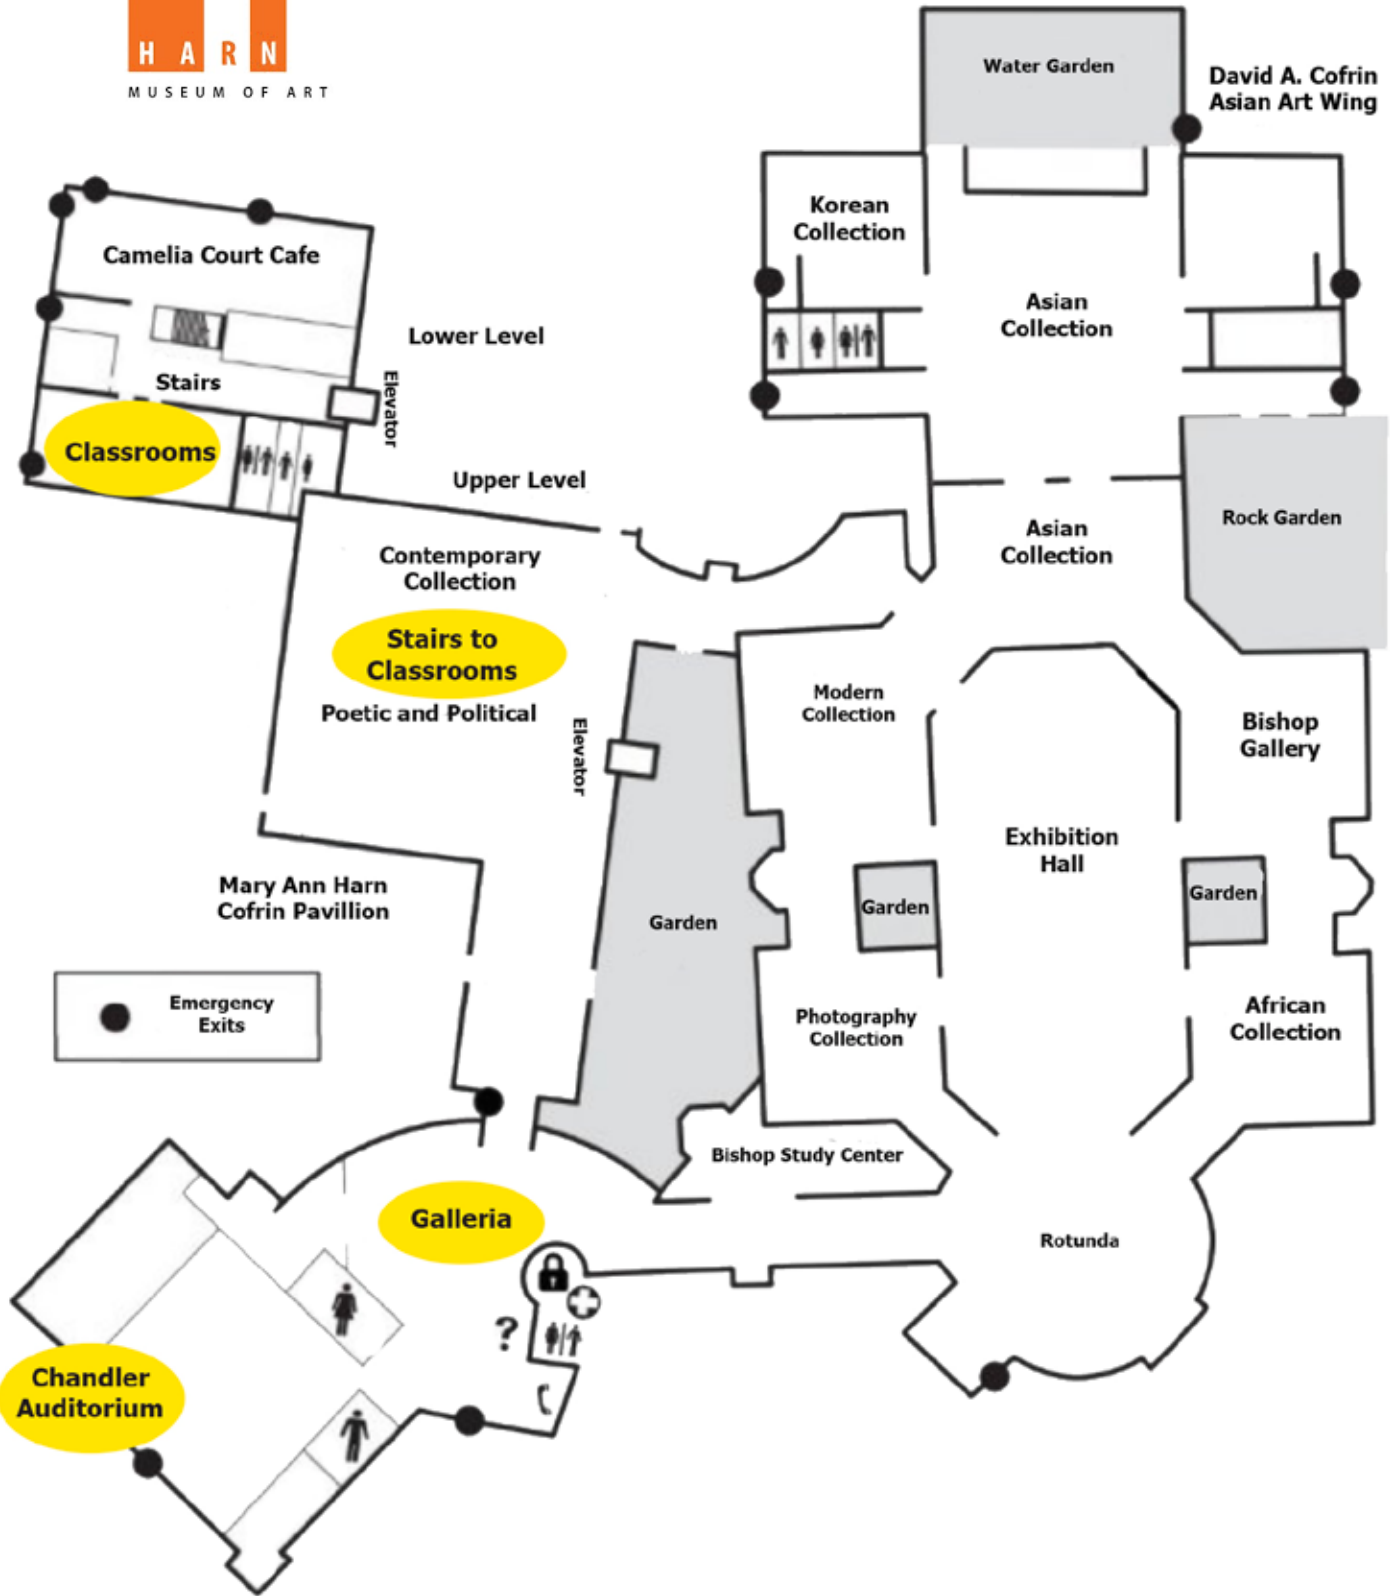 HARN
MUSEUM OF ART
Water Garden
David A. Cofrin
Asian Art Wing
Korean
Collection
Camelia Court Cafe
Asian
Collection
Lower Level
Stairs
Elevator
Classrooms
Upper Level
Rock Garden
Asian
Collection
Contemporary
Collection
Stairs to
Classrooms
Poetic and Political
Modern
Collection
Bishop
Gallery
Elevator
Exhibition
Hall
Mary Ann Harn
Cofrin Pavillion
Garden
Garden
Garden
Emergency
Exits
Photography
Collection
African
Collection
Bishop Study Center
Galleria
Rotunda
?
Chandler
Auditorium